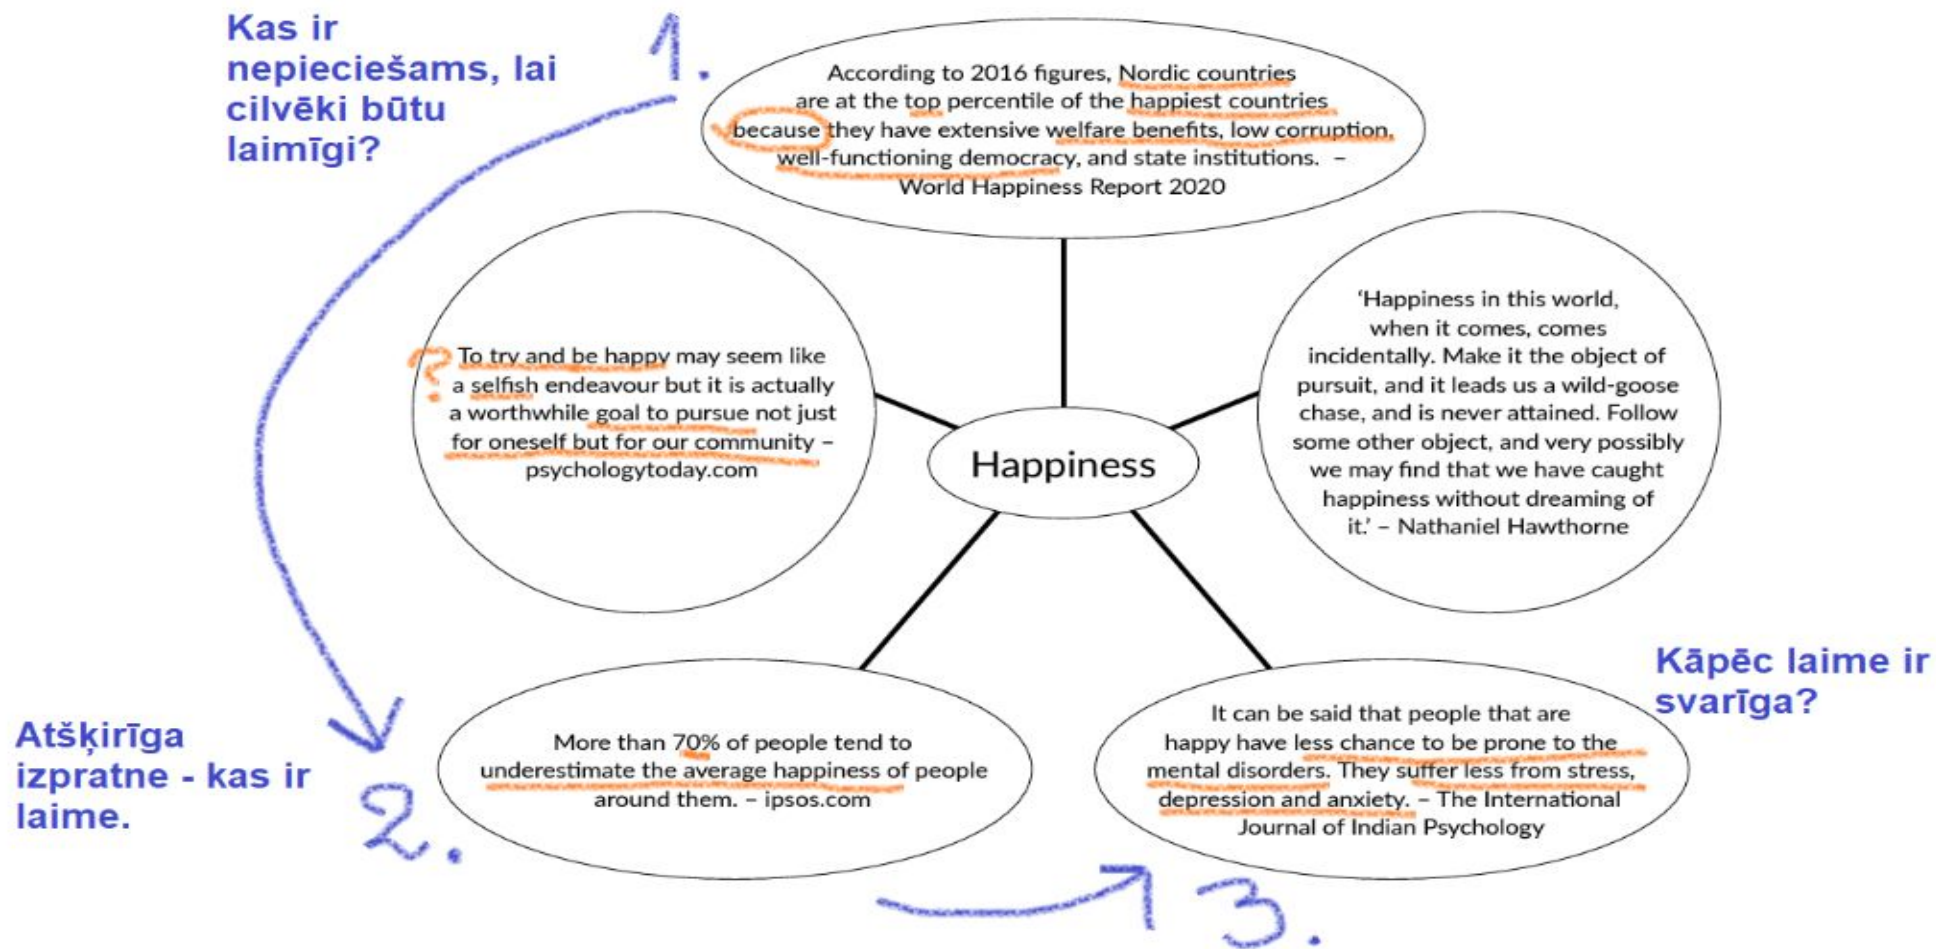 Kas ir
nepieciešams, lai
cilvēki būtu
laimīgi?
1.
According to 2016 figures, Nordic countries
are at the top percentile of the happiest countries
because they have extensive welfare benefits, low corruption,
well-functioning democracy, and state institutions. –
World Happiness Report 2020
?
To try and be happy may seem like
a selfish endeavour but it is actually
a worthwhile goal to pursue not just
for oneself but for our community –
psychologytoday.com
Happiness
‘Happiness in this world,
when it comes, comes
incidentally. Make it the object of
pursuit, and it leads us a wild-goose
chase, and is never attained. Follow
some other object, and very possibly
we may find that we have caught
happiness without dreaming of
it.’ – Nathaniel Hawthorne
Atšķirīga
izpratne - kas ir
laime.
2.
More than 70% of people tend to
underestimate the average happiness of people
around them. – ipsos.com
Kāpēc laime ir
svarīga?
It can be said that people that are
happy have less chance to be prone to the
mental disorders. They suffer less from stress,
depression and anxiety. – The International
Journal of Indian Psychology
3.